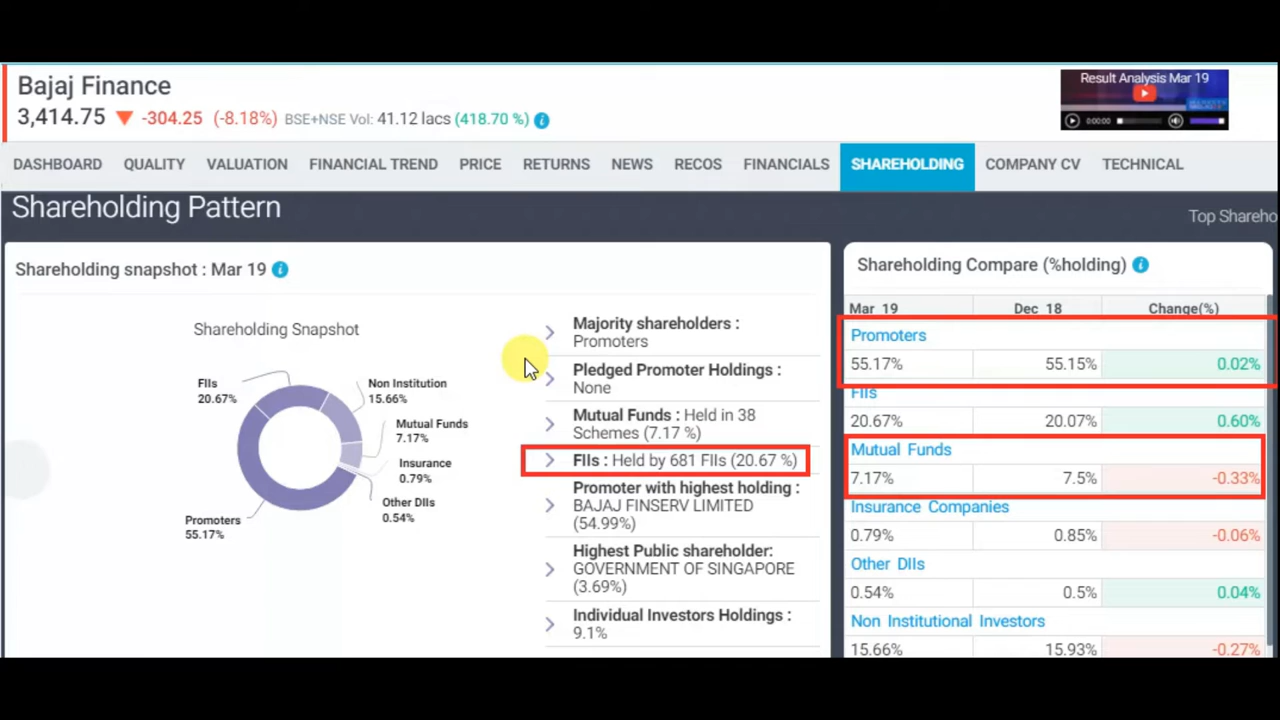 Bajaj Finance
3,414.75 -304.25 (-8.18%) BSE+NSE Vol: 41.12 lacs (418.70 %)
Result Analysis Mar 19
0:00:00
DASHBOARD QUALITY VALUATION FINANCIAL TREND PRICE RETURNS NEWS RECOS FINANCIALS SHAREHOLDING COMPANY CV TECHNICAL
Shareholding Pattern
Top Shareho
Shareholding snapshot : Mar 19
Shareholding Snapshot
FIIs
20.67%
Non Institution
15.66%
Mutual Funds
7.17%
Insurance
0.79%
Other DIIs
0.54%
Promoters
55.17%
Majority shareholders :
Promoters
Pledged Promoter Holdings :
None
Mutual Funds : Held in 38
Schemes (7.17 %)
FIIs : Held by 681 FIIs (20.67 %)
Promoter with highest holding :
BAJAJ FINSERV LIMITED
(54.99%)
Highest Public shareholder:
GOVERNMENT OF SINGAPORE
(3.69%)
Individual Investors Holdings :
9.1%
Shareholding Compare (%holding)
Mar 19 Dec 18 Change(%)
Promoters
55.17% 55.15% 0.02%
FIIs
20.67% 20.07% 0.60%
Mutual Funds
7.17% 7.5% -0.33%
Insurance Companies
0.79% 0.85% -0.06%
Other DIIs
0.54% 0.5% 0.04%
Non Institutional Investors
15.66% 15.93% -0.27%